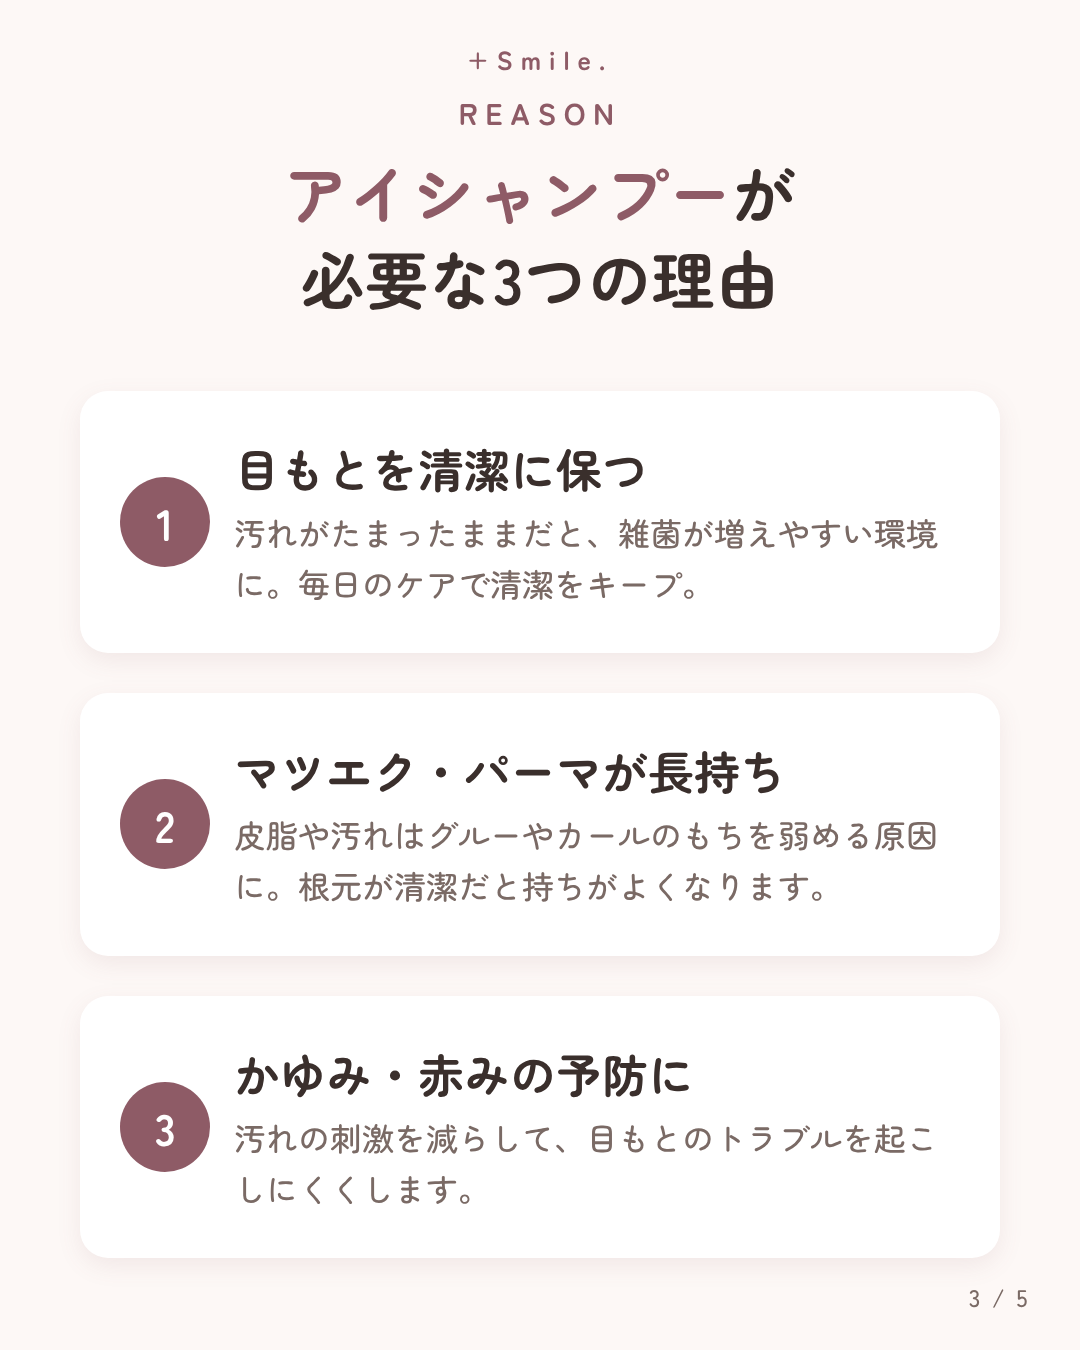 +Smile.
REASON
アイシャンプーが
必要な3つの理由
1
目もとを清潔に保つ
汚れがたまったままだと、雑菌が増えやすい環境
に。毎日のケアで清潔をキープ。
2
マツエク・パーマが長持ち
皮脂や汚れはグルーやカールのもちを弱める原因
に。根元が清潔だと持ちがよくなります。
3
かゆみ・赤みの予防に
汚れの刺激を減らして、目もとのトラブルを起こ
しにくくします。
3 / 5